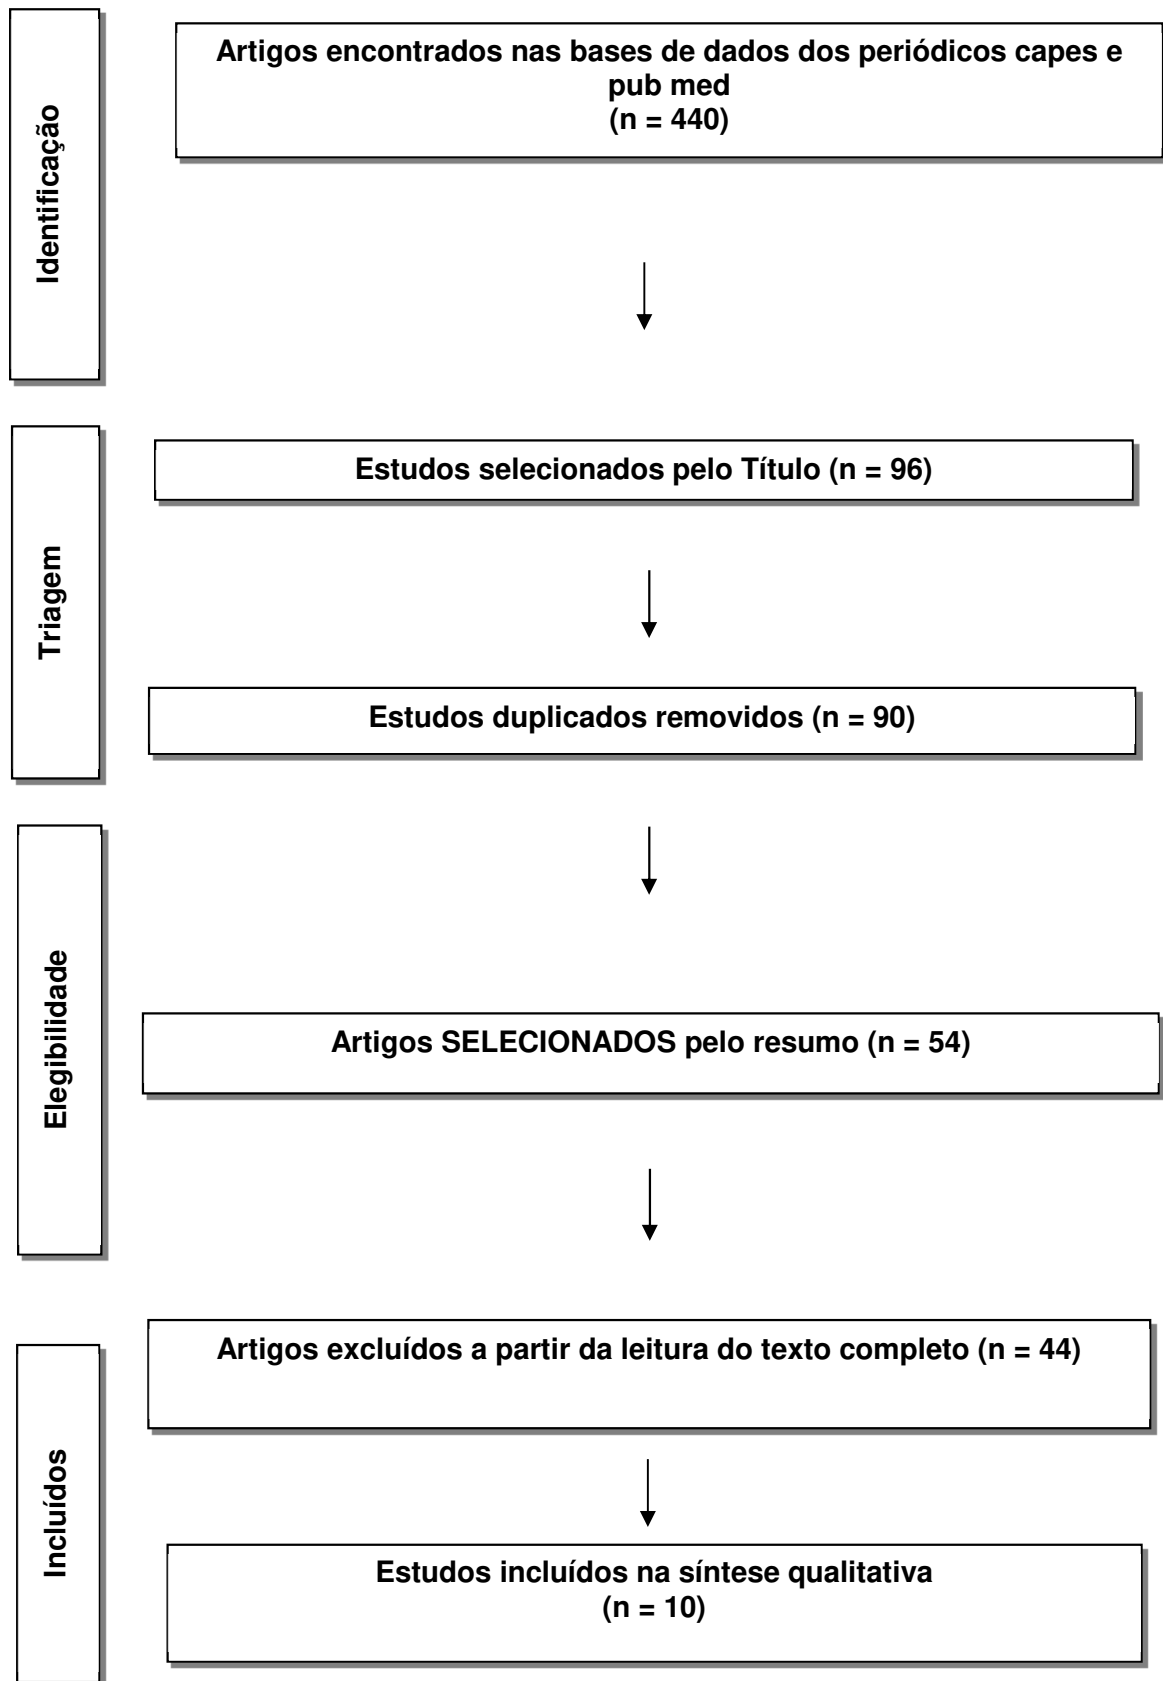 Identificação
Artigos encontrados nas bases de dados dos periódicos capes e
pub med
(n = 440)
Triagem
Estudos selecionados pelo Título (n = 96)
Estudos duplicados removidos (n = 90)
Elegibilidade
Artigos SELECIONADOS pelo resumo (n = 54)
Incluídos
Artigos excluídos a partir da leitura do texto completo (n = 44)
Estudos incluídos na síntese qualitativa
(n = 10)